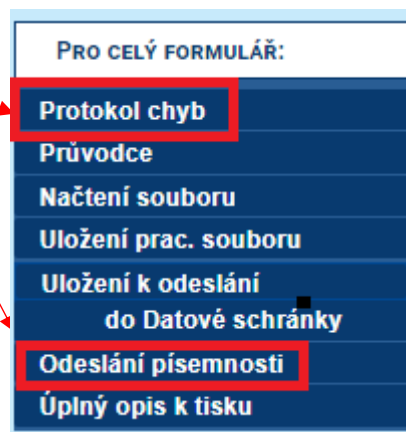 PRO CELÝ FORMULÁŘ:
Protokol chyb
Průvodce
Načtení souboru
Uložení prac. souboru
Uložení k odeslání
do Datové schránky
Odeslání písemnosti
Úplný opis k tisku